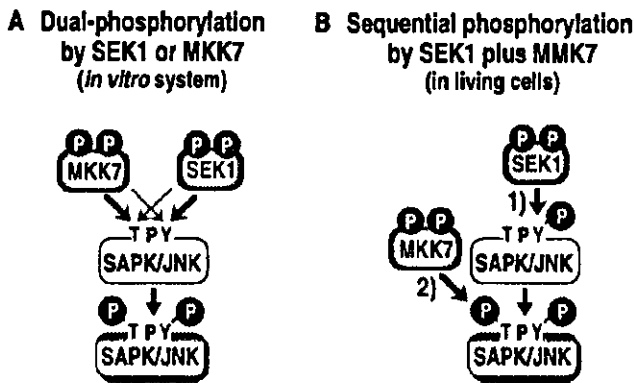 A Dual-phosphorylation
by SEK1 or MKK7
(in vitro system)
P P
MKK7
P P
SEK1
T P Y
SAPK/JNK
P P
T P Y
SAPK/JNK
B Sequential phosphorylation
by SEK1 plus MMK7
(in living cells)
P P
SEK1
1)
P
T P Y
SAPK/JNK
P P
MKK7
2)
P P
T P Y
SAPK/JNK